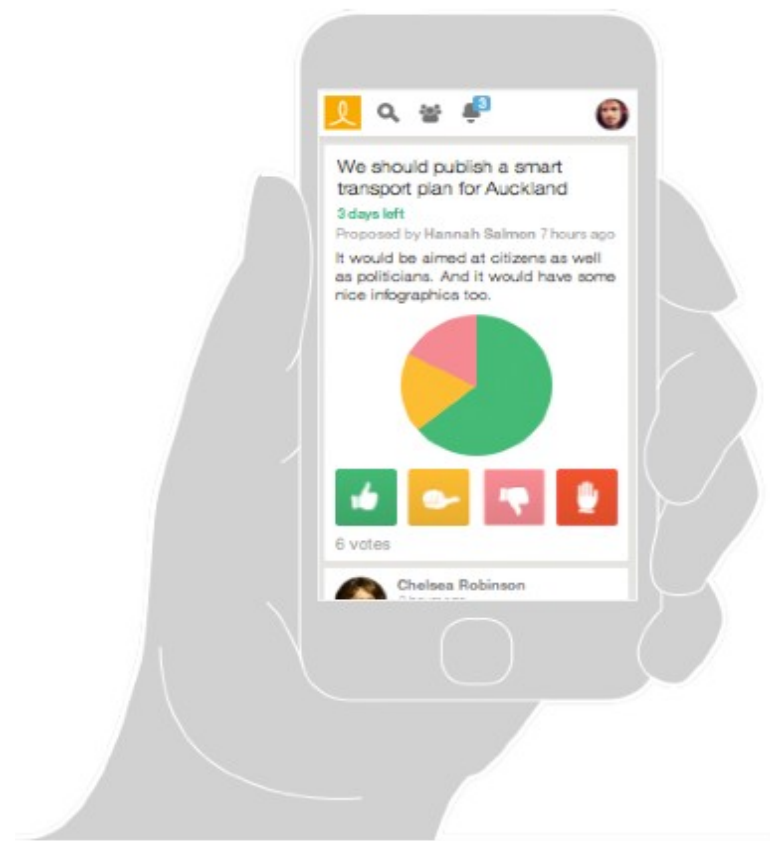 3
We should publish a smart
transport plan for Auckland
3 days left
Proposed by Hannah Salmon 7 hours ago
It would be aimed at citizens as well
as politicians. And it would have some
nice infographics too.
6 votes
Chelsea Robinson